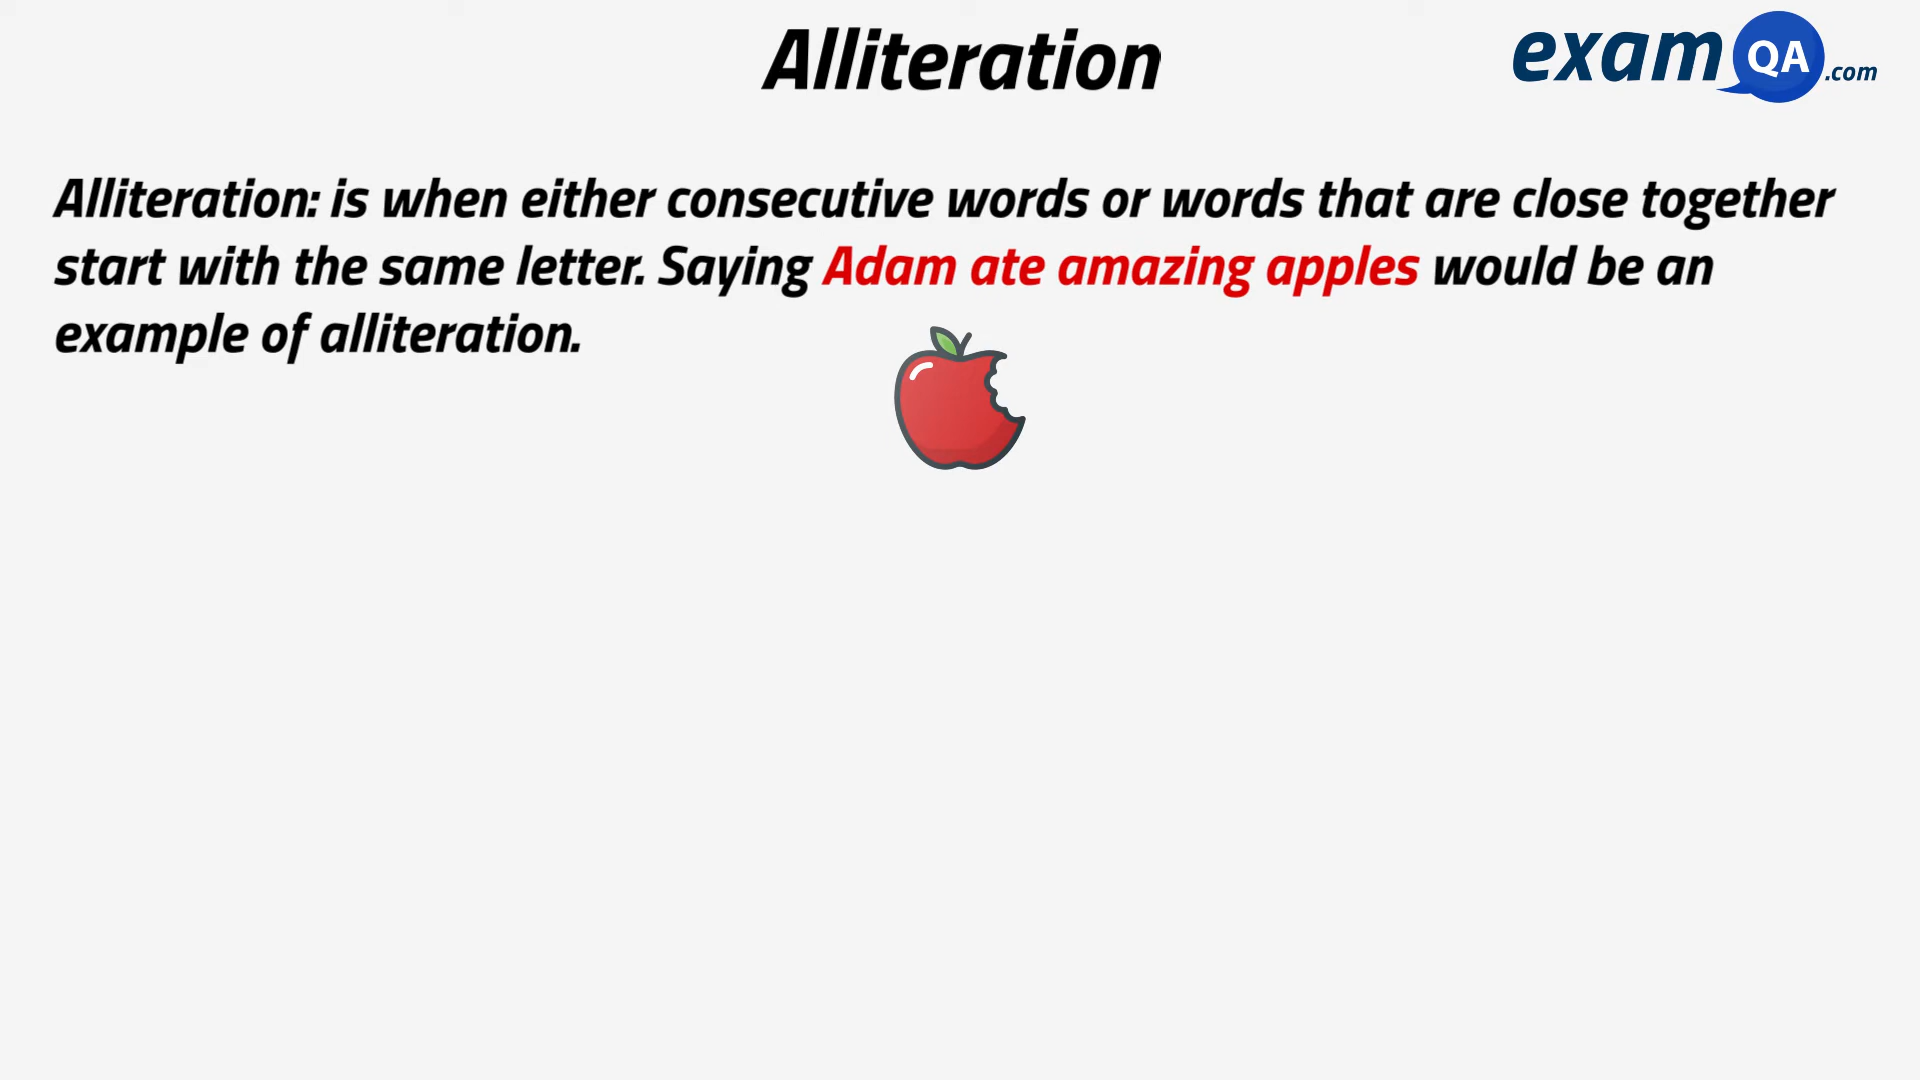 Alliteration
examQA.com
Alliteration: is when either consecutive words or words that are close together
start with the same letter. Saying Adam ate amazing apples would be an
example of alliteration.